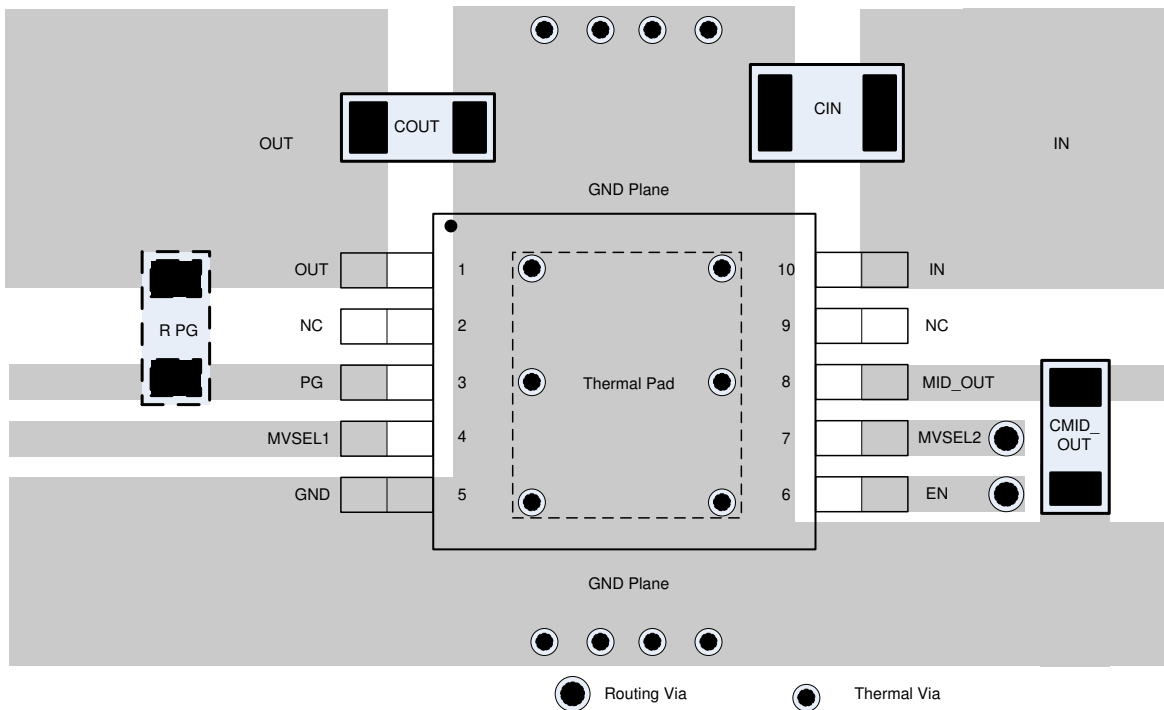 COUT
CIN
OUT
IN
GND Plane
OUT
1
10
IN
R PG
NC
2
9
NC
PG
3
Thermal Pad
8
MID_OUT
MVSEL1
4
7
MVSEL2
CMID_
OUT
GND
5
6
EN
GND Plane
Routing Via
Thermal Via